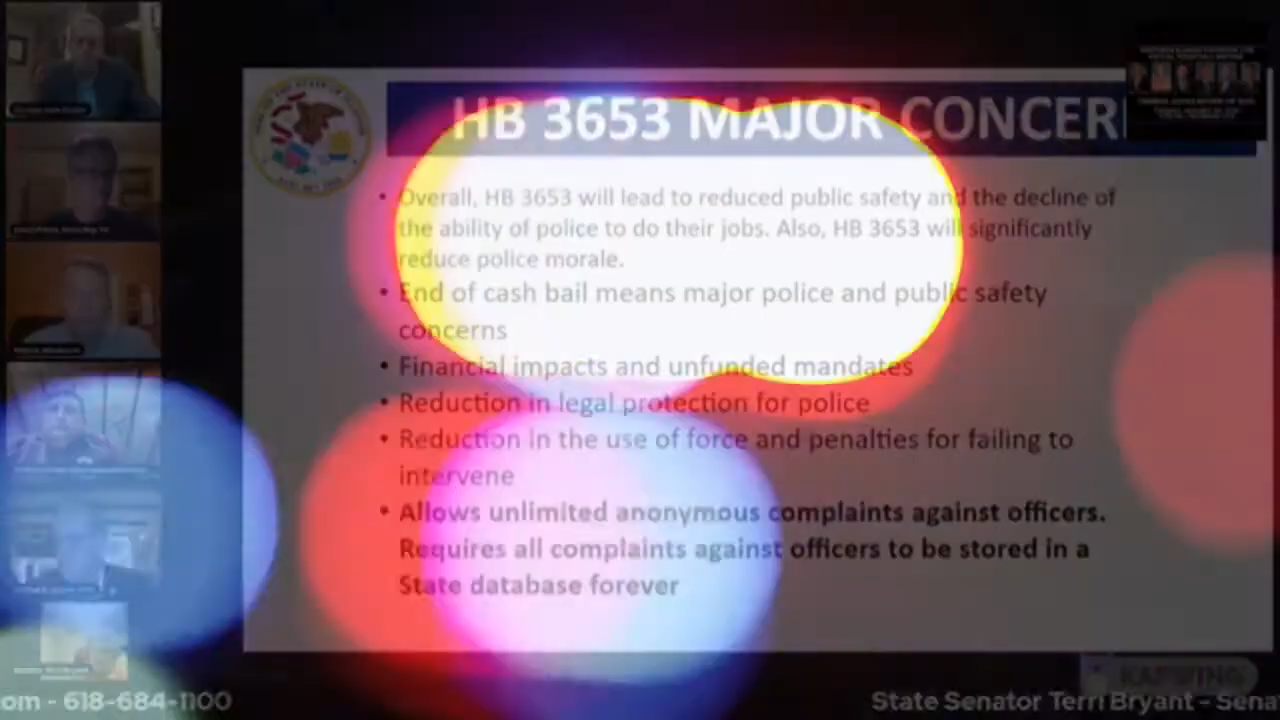 HB 3653 MAJOR CONCER
• Overall, HB 3653 will lead to reduced public safety and the decline of
the ability of police to do their jobs. Also, HB 3653 will significantly
reduce police morale.
• End of cash bail means major police and public safety
concerns
• Financial impacts and unfunded mandates
• Reduction in legal protection for police
• Reduction in the use of force and penalties for failing to
intervene
• Allows unlimited anonymous complaints against officers.
Requires all complaints against officers to be stored in a
State database forever
KAPWING
om - 618-684-1100
State Senator Terri Bryant - Sena